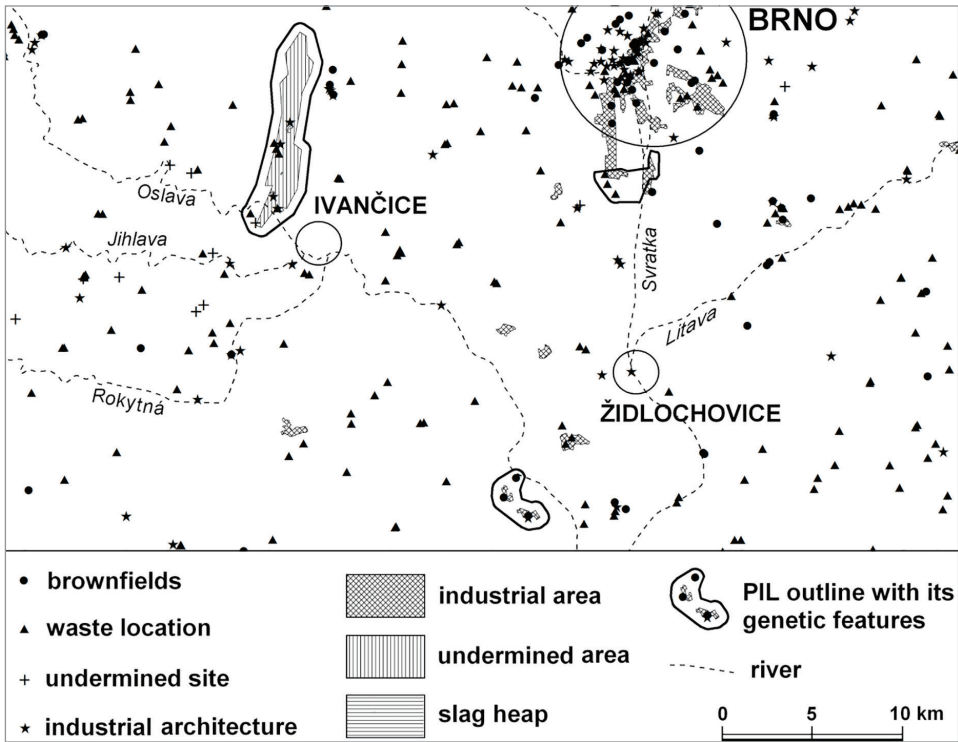 BRNO
Oslava
IVANČICE
Jihlava
Svratka
Litava
Rokytná
ŽIDLOCHOVICE
brownfields
waste location
undermined site
industrial architecture
industrial area
undermined area
slag heap
PIL outline with its
genetic features
river
0 5 10 km